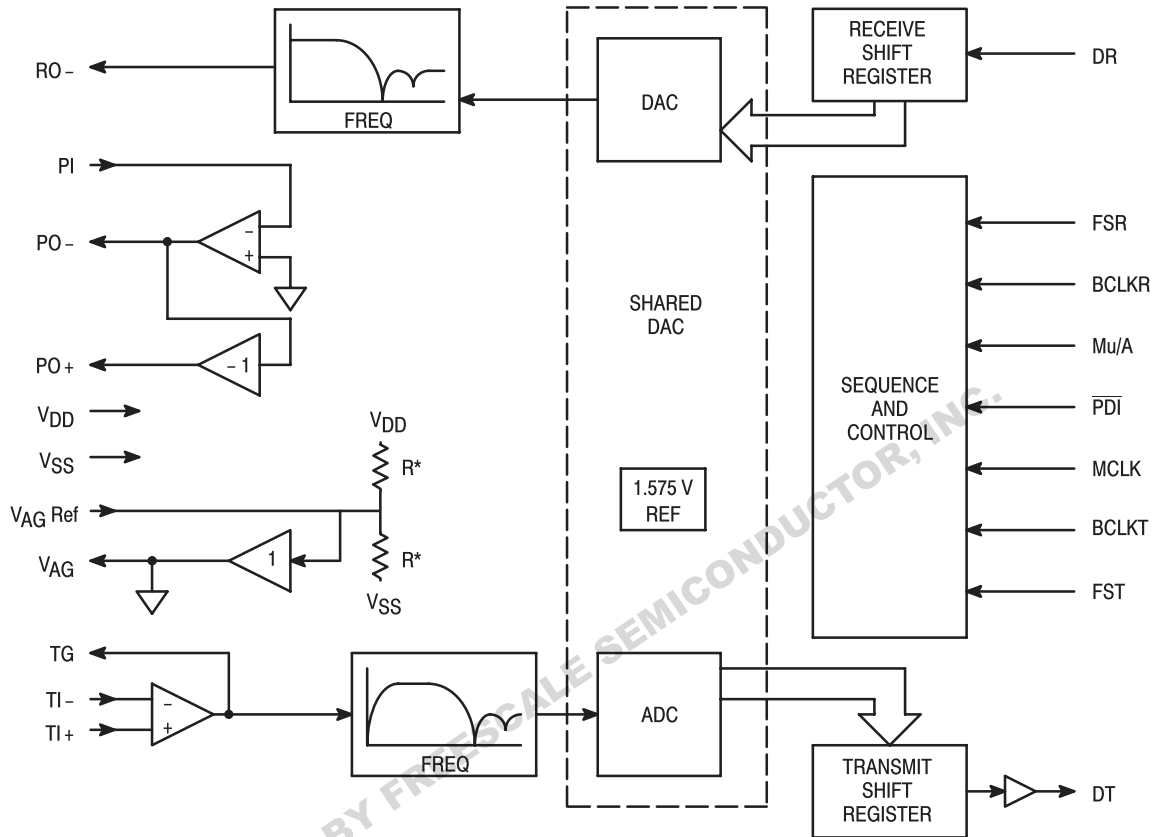 RO –
FREQ
DAC
RECEIVE
SHIFT
REGISTER
DR
PI
PO –
–
+
PO +
– 1
SHARED
DAC
SEQUENCE
AND
CONTROL
FSR
BCLKR
Mu/A
PDI
MCLK
BCLKT
FST
VDD
VSS
VAG Ref
VAG
1
VDD
R*
R*
VSS
1.575 V
REF
TG
TI –
TI +
–
+
FREQ
ADC
TRANSMIT
SHIFT
REGISTER
DT
BY FREESCALE SEMICONDUCTOR, INC.